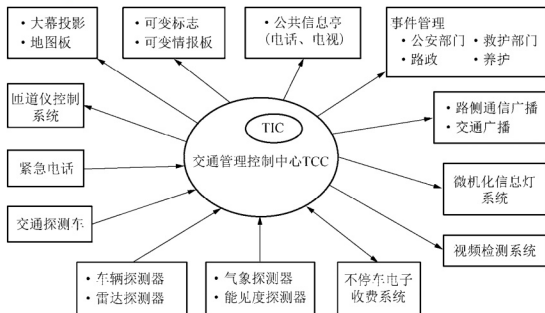 • 大幕投影
• 地图板
• 可变标志
• 可变情报板
• 公共信息亭
(电话、电视)
事件管理
• 公安部门 • 救护部门
• 路政 • 养护
匝道仪控制
系统
紧急电话
交通探测车
TIC
交通管理控制中心TCC
• 路侧通信广播
• 交通广播
微机化信息灯
系统
视频检测系统
• 车辆探测器
• 雷达探测器
• 气象探测器
• 能见度探测器
不停车电子
收费系统